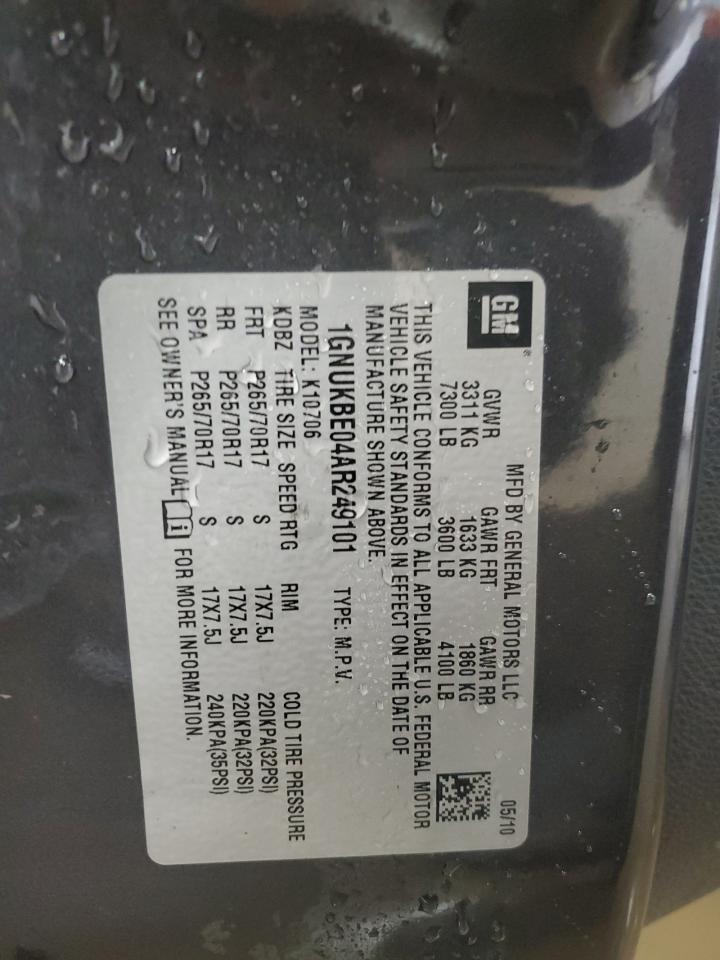 GM®
MFD BY GENERAL MOTORS LLC 05/10
GVWR GAWR FRT GAWR RR
3311 KG 1633 KG 1860 KG
7300 LB 3600 LB 4100 LB
THIS VEHICLE CONFORMS TO ALL APPLICABLE U.S. FEDERAL MOTOR
VEHICLE SAFETY STANDARDS IN EFFECT ON THE DATE OF
MANUFACTURE SHOWN ABOVE.
1GNUKBE04AR249101 TYPE: M.P.V.
MODEL: K10706
KDBZ TIRE SIZE SPEED RTG RIM COLD TIRE PRESSURE
FRT P265/70R17 S 17X7.5J 220KPA(32PSI)
RR P265/70R17 S 17X7.5J 220KPA(32PSI)
SPA P265/70R17 S 17X7.5J 240KPA(35PSI)
SEE OWNER'S MANUAL i FOR MORE INFORMATION.